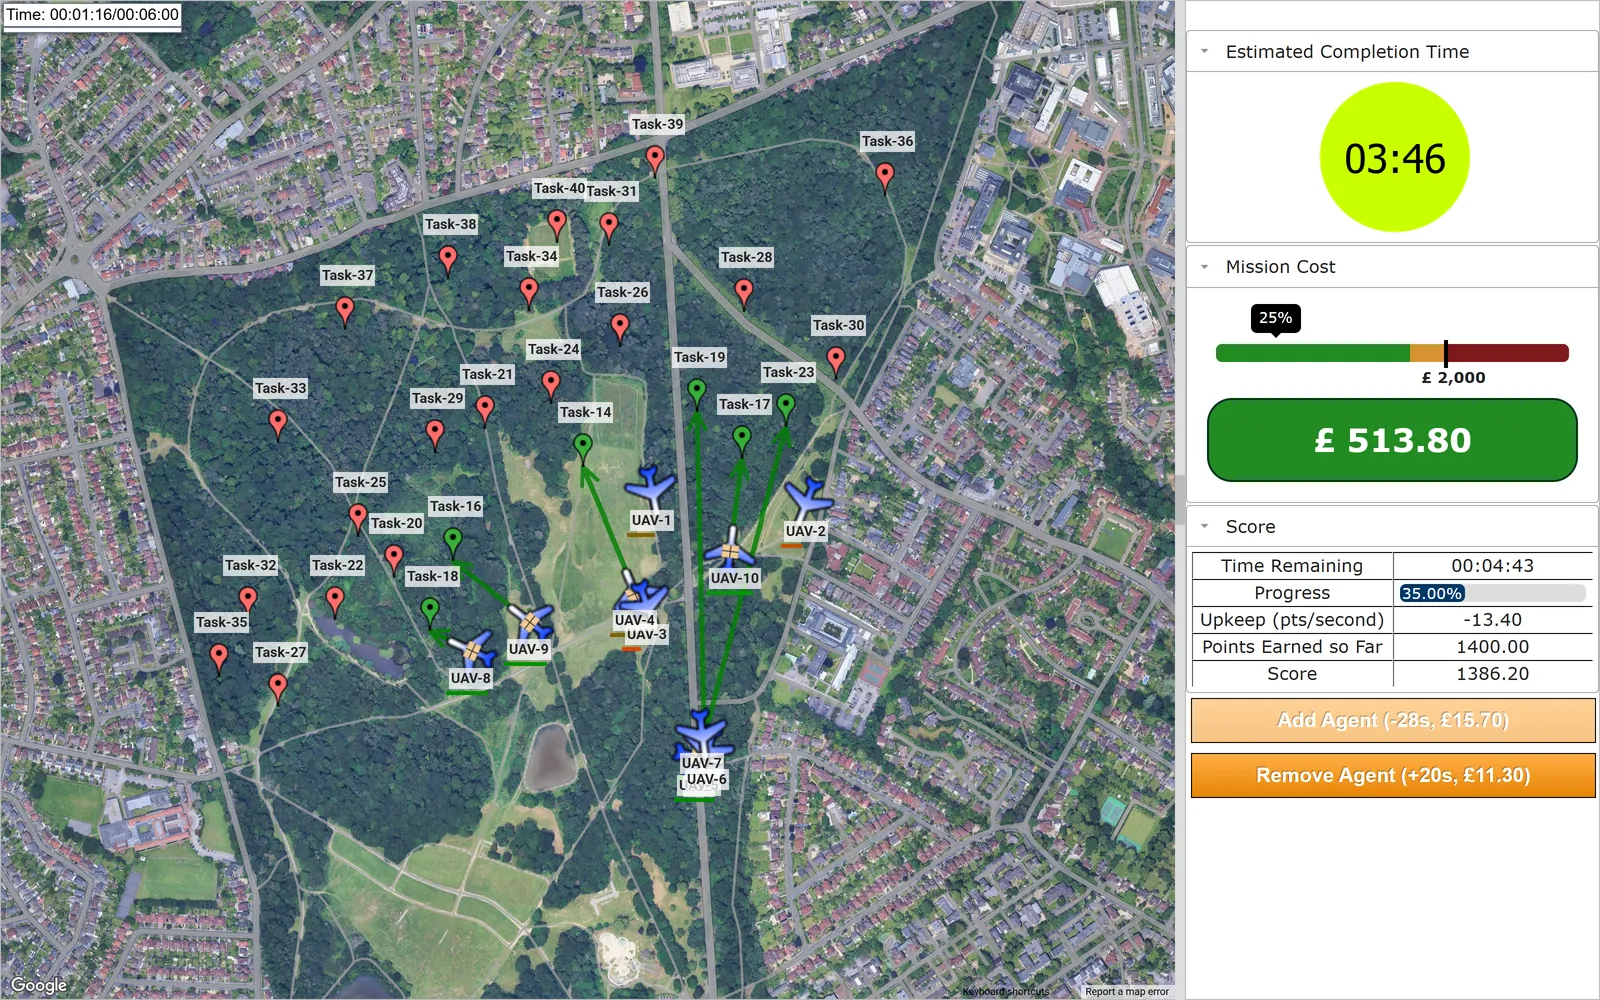 Time: 00:01:16/00:06:00
Task-39
Task-36
Task-40
Task-31
Task-38
Task-34
Task-28
Task-37
Task-26
Task-30
Task-24
Task-19
Task-23
Task-21
Task-33
Task-29
Task-14
Task-17
Task-25
Task-16
Task-20
UAV-1
UAV-2
Task-32
Task-22
Task-18
UAV-10
Task-35
UAV-4
UAV-3
Task-27
UAV-9
UAV-8
UAV-7
UAV-6
Google
Keyboard shortcuts
Report a map error
Estimated Completion Time
03:46
Mission Cost
25%
£ 2,000
£ 513.80
Score
Time Remaining 00:04:43
Progress 35.00%
Upkeep (pts/second) -13.40
Points Earned so Far 1400.00
Score 1386.20
Add Agent (-28s, £15.70)
Remove Agent (+20s, £11.30)